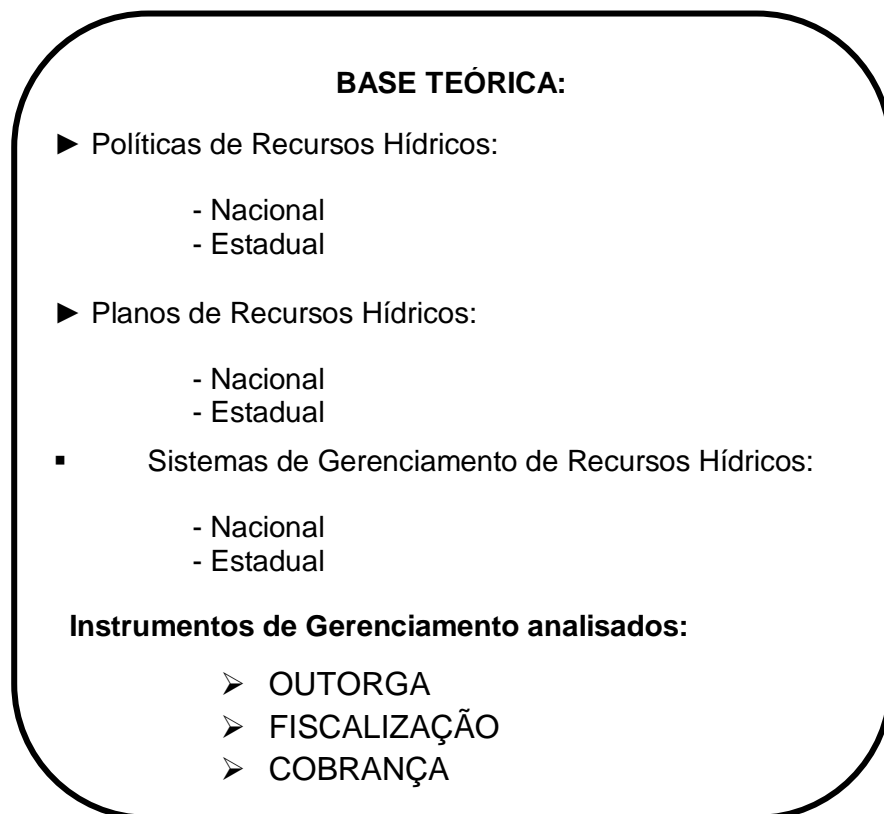 BASE TEÓRICA:
► Políticas de Recursos Hídricos:
- Nacional
- Estadual
► Planos de Recursos Hídricos:
- Nacional
- Estadual
▪ Sistemas de Gerenciamento de Recursos Hídricos:
- Nacional
- Estadual
Instrumentos de Gerenciamento analisados:
➢ OUTORGA
➢ FISCALIZAÇÃO
➢ COBRANÇA